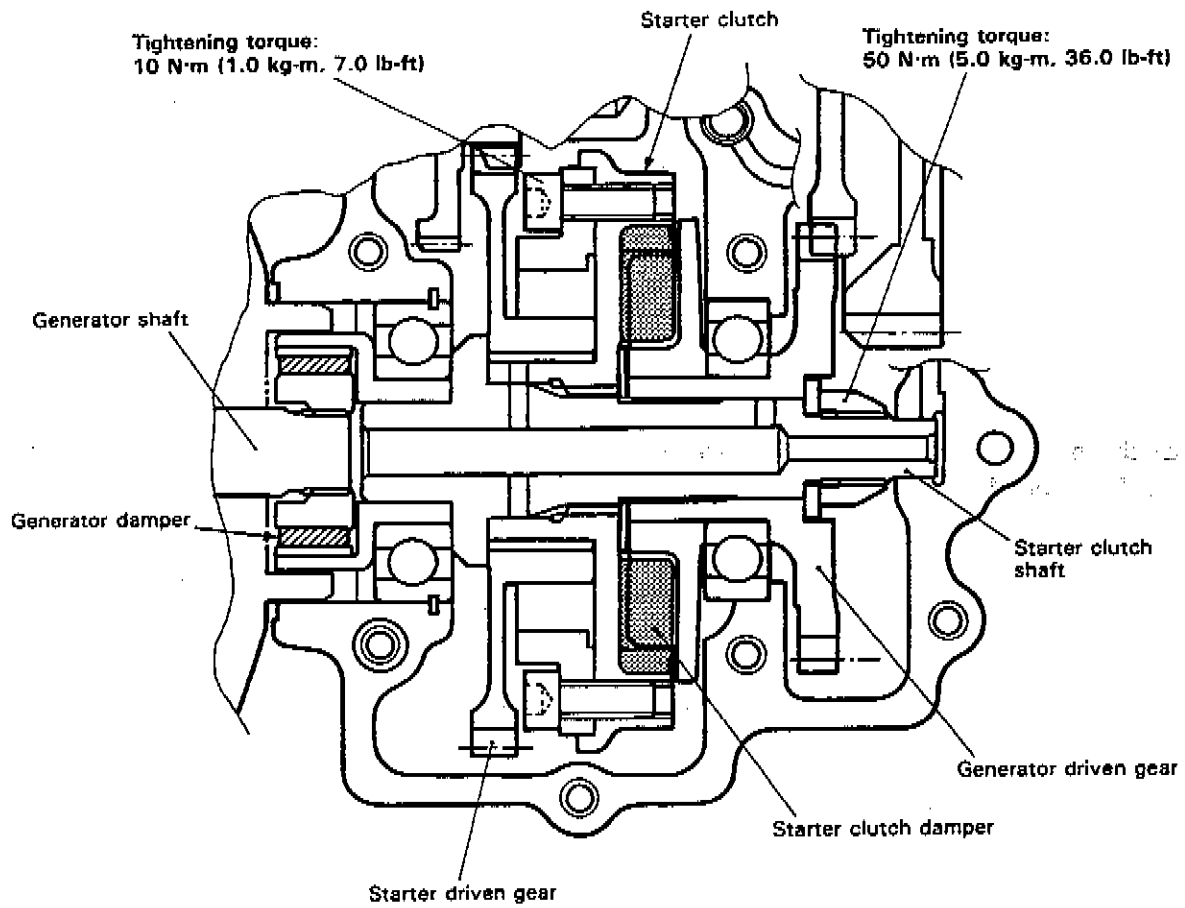 Starter clutch
Tightening torque:
10 N·m (1.0 kg-m, 7.0 lb-ft)
Tightening torque:
50 N·m (5.0 kg-m, 36.0 lb-ft)
Generator shaft
Generator damper
Starter clutch
shaft
Generator driven gear
Starter clutch damper
Starter driven gear